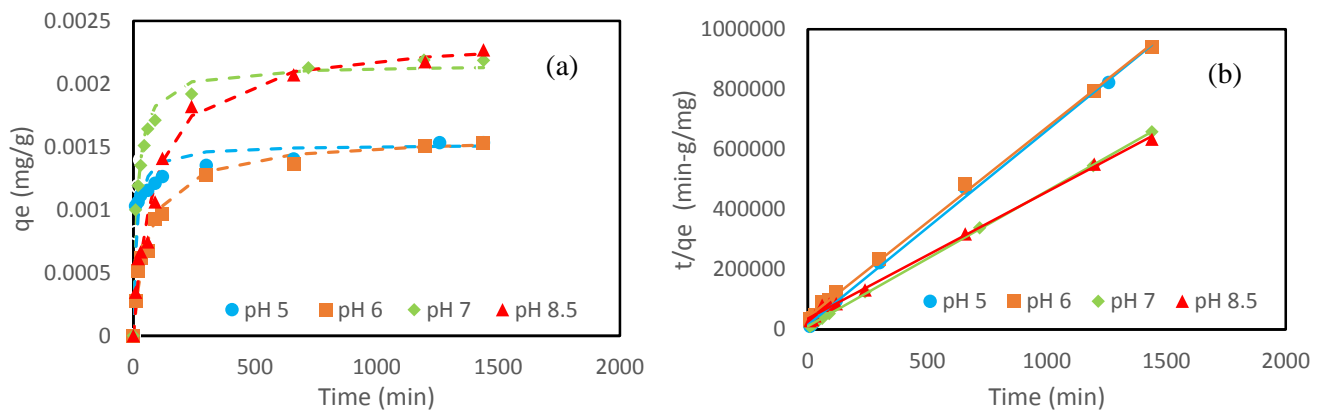 0.0025
0.002
0.0015
0.001
0.0005
0
qe (mg/g)
(a)
pH 5 pH 6 pH 7 pH 8.5
0 500 1000 1500 2000
Time (min)
1000000
800000
600000
400000
200000
0
t/qe (min-g/mg)
(b)
pH 5 pH 6 pH 7 pH 8.5
0 500 1000 1500 2000
Time (min)